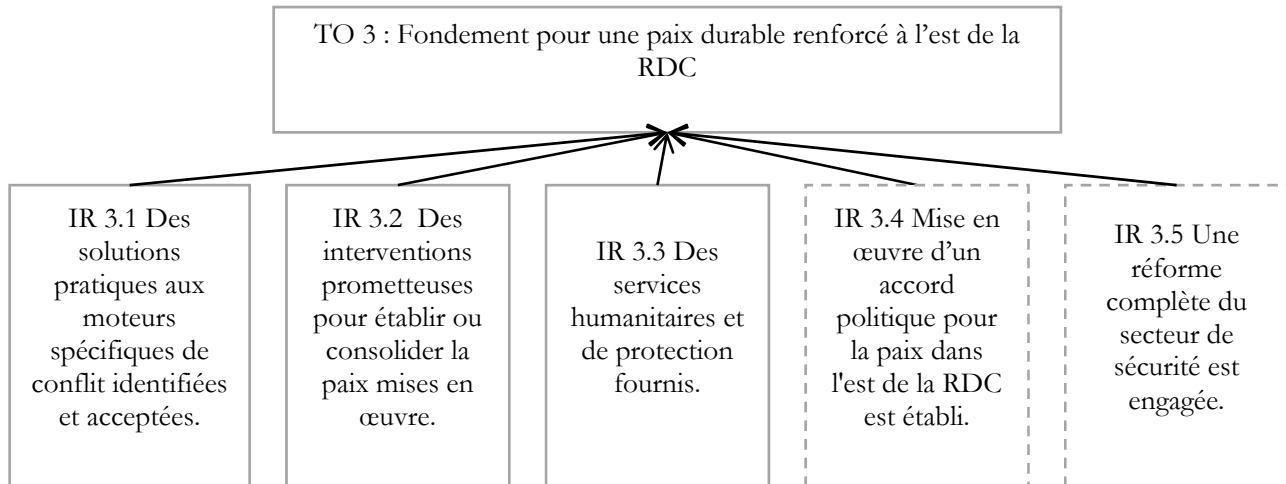 TO 3 : Fondement pour une paix durable renforcé à l’est de la
RDC
IR 3.1 Des
solutions
pratiques aux
moteurs
spécifiques de
conflit identifiées
et acceptées.
IR 3.2  Des
interventions
prometteuses
pour établir ou
consolider la
paix mises en
œuvre.
IR 3.3 Des
services
humanitaires et
de protection
fournis.
IR 3.4 Mise en
œuvre d’un
accord
politique pour
la paix dans
l'est de la RDC
est établi.
IR 3.5 Une
réforme
complète du
secteur de
sécurité est
engagée.